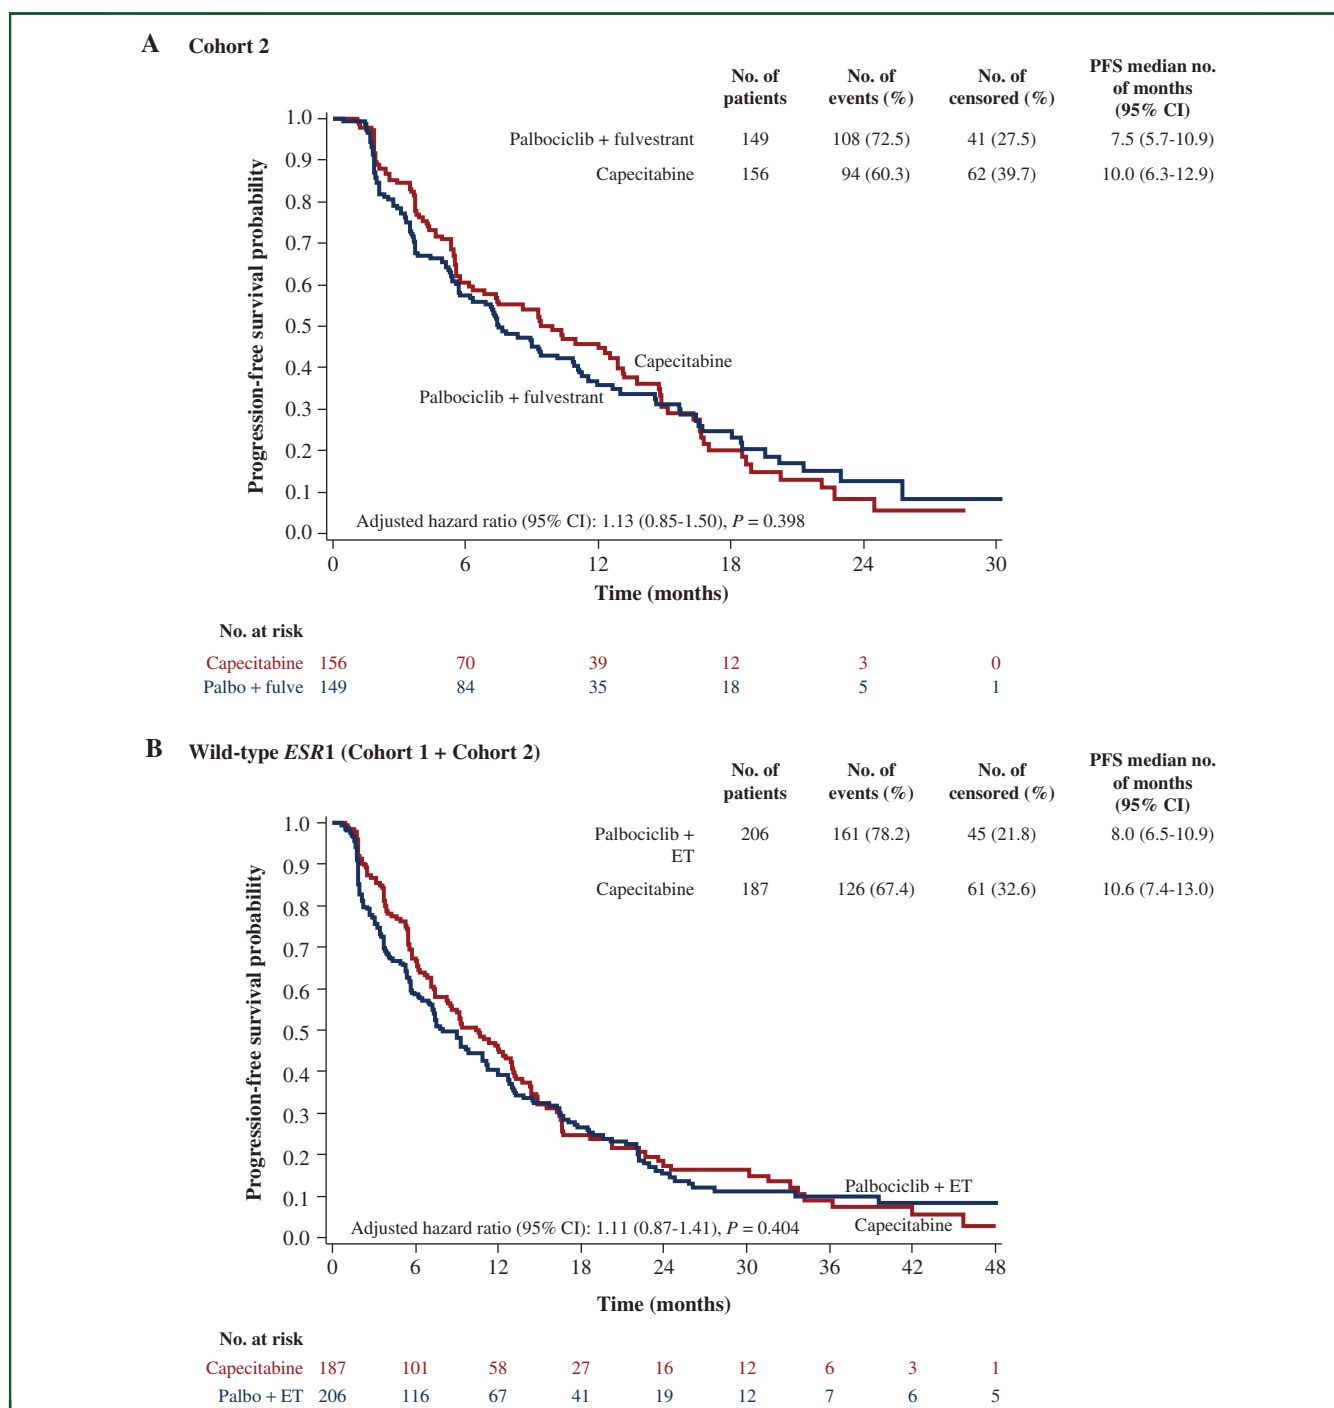 A Cohort 2
No. of patients
No. of events (%)
No. of censored (%)
PFS median no. of months (95% CI)
Palbociclib + fulvestrant 149 108 (72.5) 41 (27.5) 7.5 (5.7-10.9)
Capecitabine 156 94 (60.3) 62 (39.7) 10.0 (6.3-12.9)
Progression-free survival probability
1.0
0.9
0.8
0.7
0.6
0.5
0.4
0.3
0.2
0.1
0.0
Capecitabine
Palbociclib + fulvestrant
Adjusted hazard ratio (95% CI): 1.13 (0.85-1.50), P = 0.398
0 6 12 18 24 30
Time (months)
No. at risk
Capecitabine 156 70 39 12 3 0
Palbo + fulve 149 84 35 18 5 1
B Wild-type ESR1 (Cohort 1 + Cohort 2)
No. of patients
No. of events (%)
No. of censored (%)
PFS median no. of months (95% CI)
Palbociclib + ET 206 161 (78.2) 45 (21.8) 8.0 (6.5-10.9)
Capecitabine 187 126 (67.4) 61 (32.6) 10.6 (7.4-13.0)
Progression-free survival probability
1.0
0.9
0.8
0.7
0.6
0.5
0.4
0.3
0.2
0.1
0.0
Palbociclib + ET
Capecitabine
Adjusted hazard ratio (95% CI): 1.11 (0.87-1.41), P = 0.404
0 6 12 18 24 30 36 42 48
Time (months)
No. at risk
Capecitabine 187 101 58 27 16 12 6 3 1
Palbo + ET 206 116 67 41 19 12 7 6 5